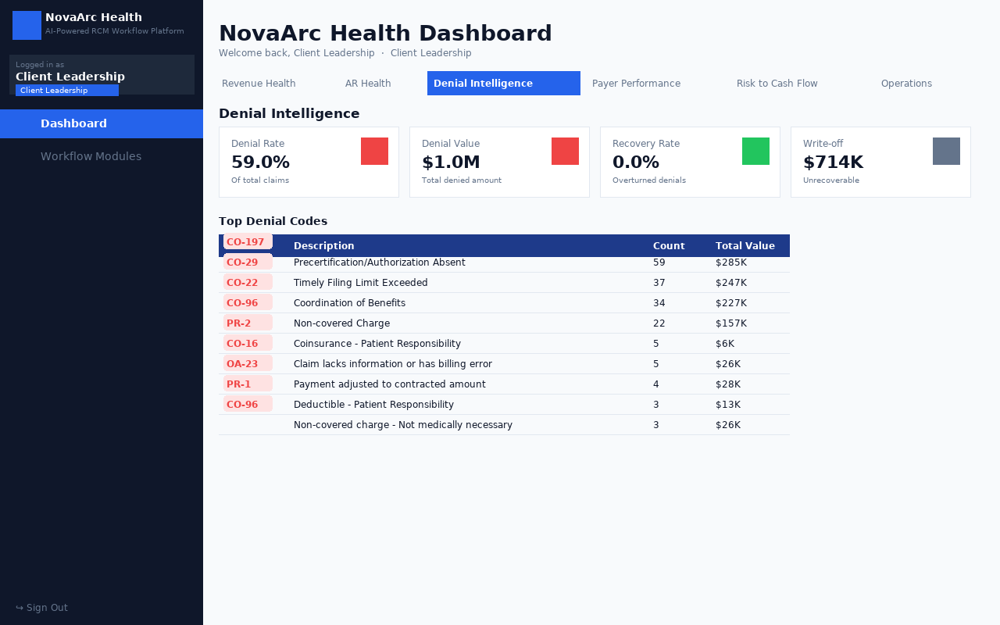 NovaArc Health
AI-Powered RCM Workflow Platform
Logged in as
Client Leadership
Client Leadership
Dashboard
Workflow Modules
↪ Sign Out
NovaArc Health Dashboard
Welcome back, Client Leadership · Client Leadership
Revenue Health AR Health Denial Intelligence Payer Performance Risk to Cash Flow Operations
Denial Intelligence
Denial Rate
59.0%
Of total claims
Denial Value
$1.0M
Total denied amount
Recovery Rate
0.0%
Overturned denials
Write-off
$714K
Unrecoverable
Top Denial Codes
CO-197 Description Count Total Value
CO-29 Precertification/Authorization Absent 59 $285K
CO-22 Timely Filing Limit Exceeded 37 $247K
CO-96 Coordination of Benefits 34 $227K
PR-2 Non-covered Charge 22 $157K
CO-16 Coinsurance - Patient Responsibility 5 $6K
OA-23 Claim lacks information or has billing error 5 $26K
PR-1 Payment adjusted to contracted amount 4 $28K
CO-96 Deductible - Patient Responsibility 3 $13K
Non-covered charge - Not medically necessary 3 $26K